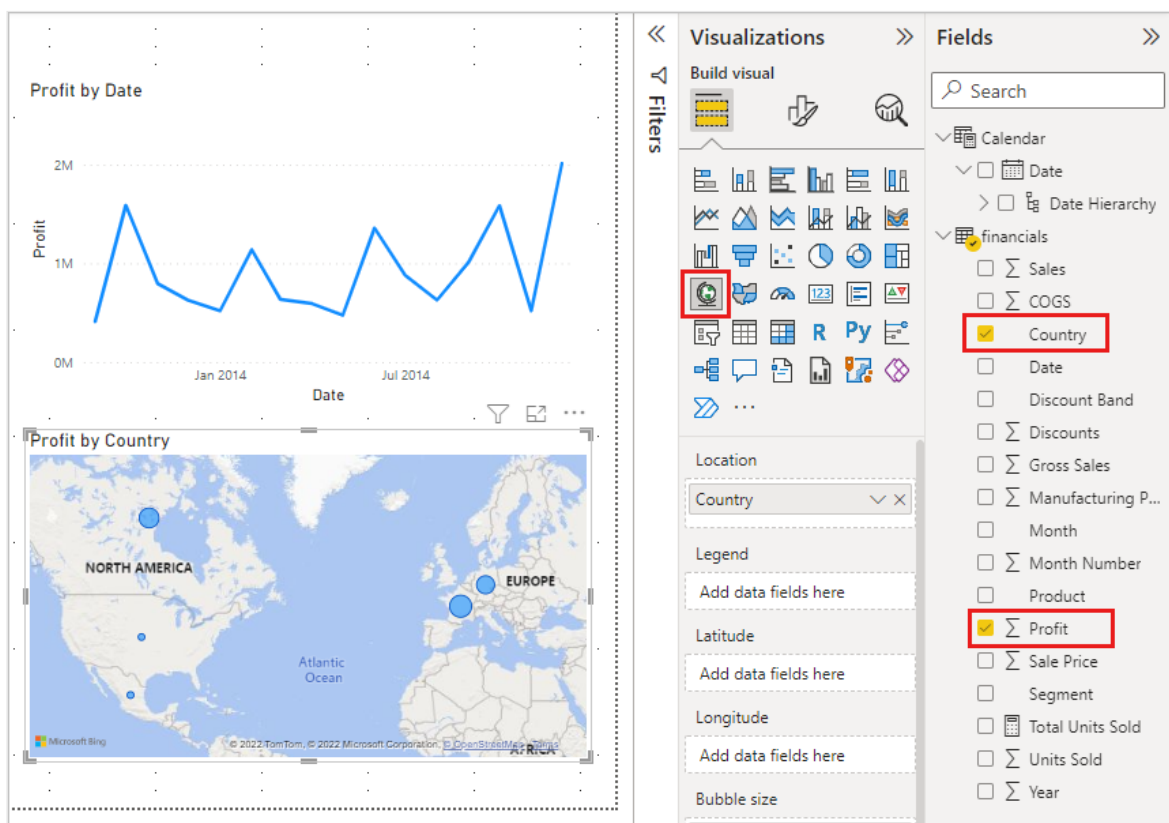 Profit by Date
2M
1M
0M
Profit
Jan 2014
Jul 2014
Date
Profit by Country
NORTH AMERICA
EUROPE
Atlantic
Ocean
AFRICA
Microsoft Bing
© 2022 TomTom, © 2022 Microsoft Corporation, © OpenStreetMap Terms
Filters
Visualizations
Build visual
123
R
Py
...
Location
Country
Legend
Add data fields here
Latitude
Add data fields here
Longitude
Add data fields here
Bubble size
Fields
Search
Calendar
Date
Date Hierarchy
financials
Sales
COGS
Country
Date
Discount Band
Discounts
Gross Sales
Manufacturing P...
Month
Month Number
Product
Profit
Sale Price
Segment
Total Units Sold
Units Sold
Year